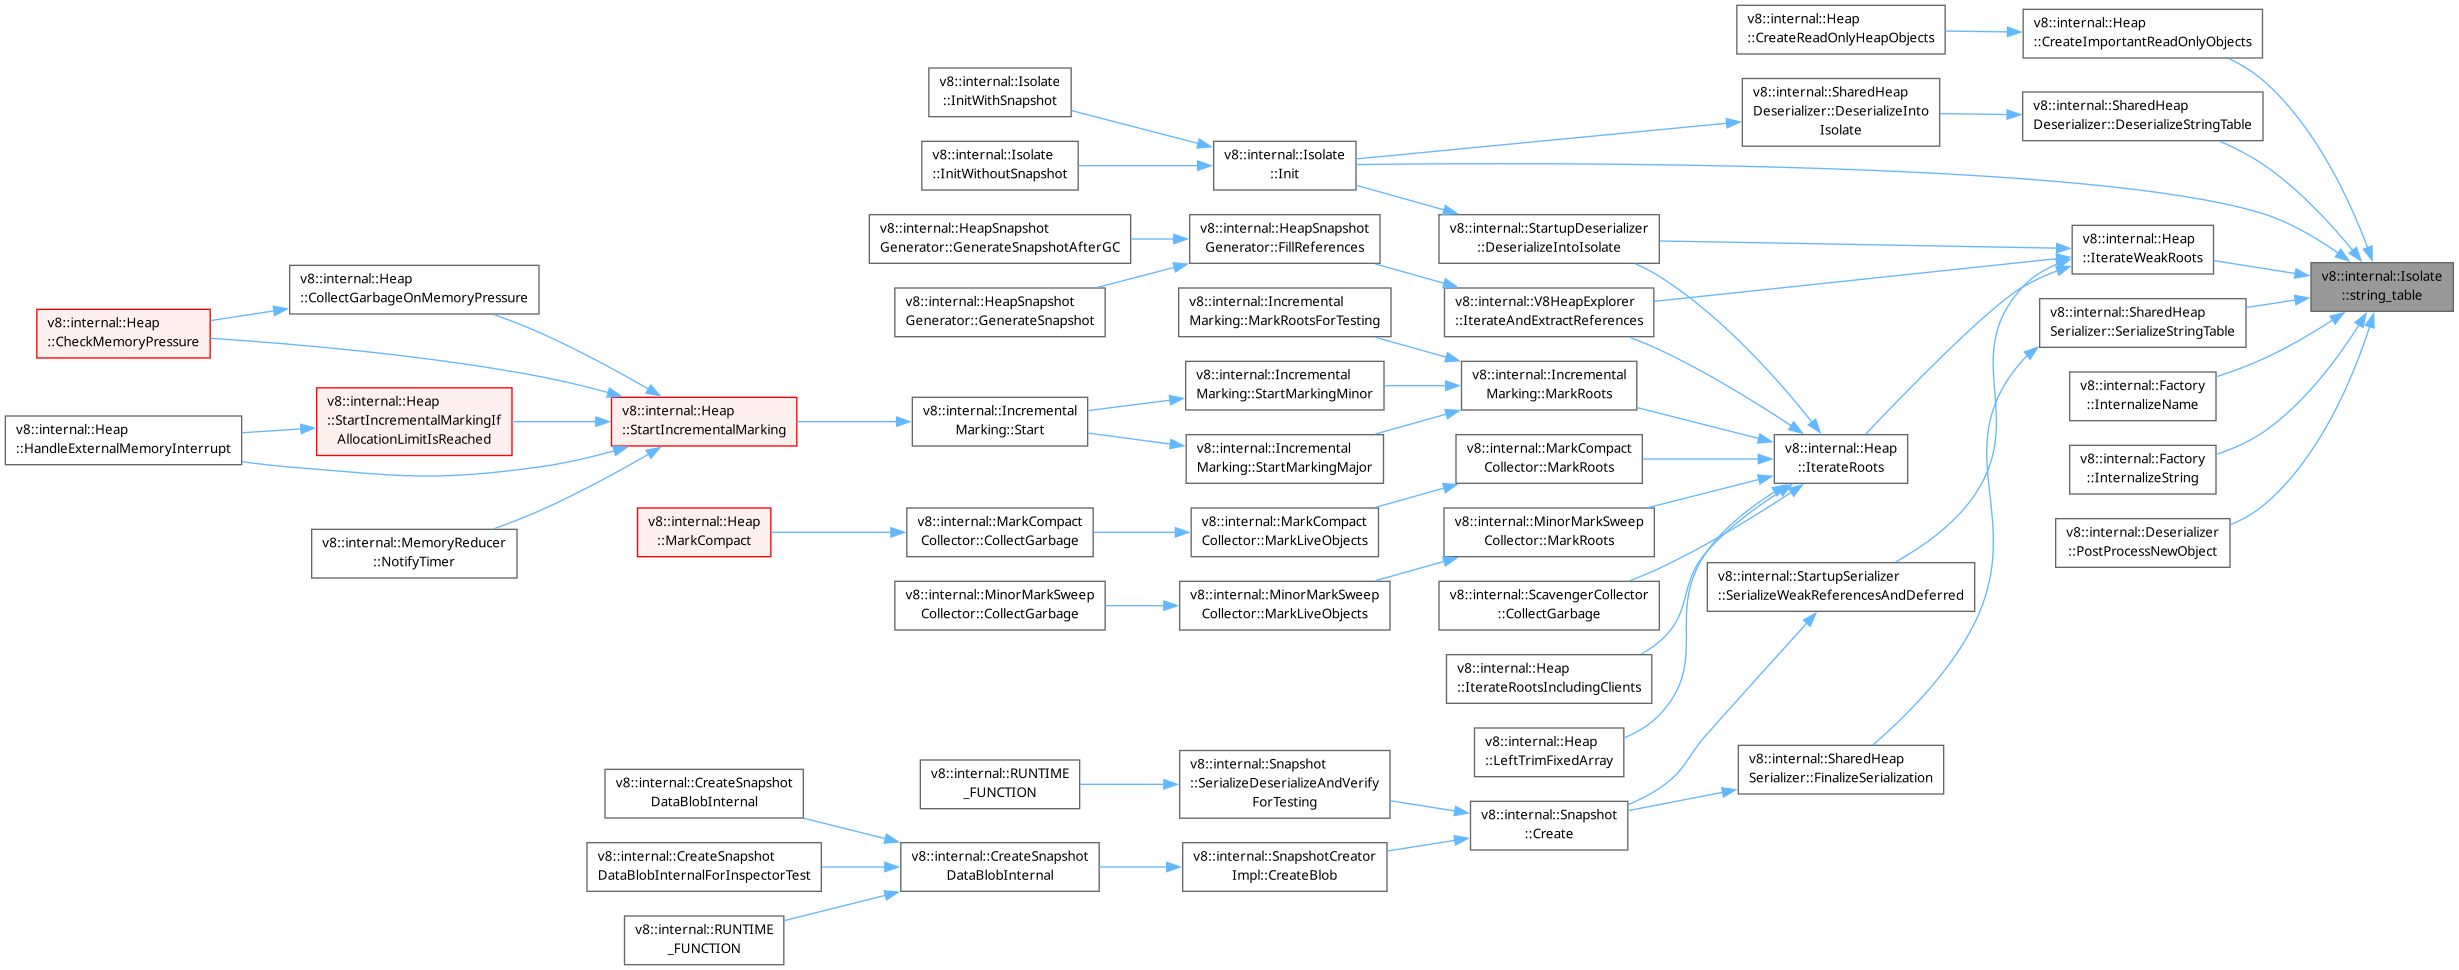 v8::internal::Heap
::CreateReadOnlyHeapObjects
v8::internal::Heap
::CreateImportantReadOnlyObjects
v8::internal::Isolate
::InitWithSnapshot
v8::internal::SharedHeap
Deserializer::DeserializeInto
Isolate
v8::internal::SharedHeap
Deserializer::DeserializeStringTable
v8::internal::Isolate
::InitWithoutSnapshot
v8::internal::Isolate
::Init
v8::internal::HeapSnapshot
Generator::GenerateSnapshotAfterGC
v8::internal::HeapSnapshot
Generator::FillReferences
v8::internal::StartupDeserializer
::DeserializeIntoIsolate
v8::internal::Heap
::IterateWeakRoots
v8::internal::Isolate
::string_table
v8::internal::Heap
::CollectGarbageOnMemoryPressure
v8::internal::HeapSnapshot
Generator::GenerateSnapshot
v8::internal::Incremental
Marking::MarkRootsForTesting
v8::internal::V8HeapExplorer
::IterateAndExtractReferences
v8::internal::SharedHeap
Serializer::SerializeStringTable
v8::internal::Heap
::CheckMemoryPressure
v8::internal::Incremental
Marking::StartMarkingMinor
v8::internal::Incremental
Marking::MarkRoots
v8::internal::Factory
::InternalizeName
v8::internal::Heap
::HandleExternalMemoryInterrupt
v8::internal::Heap
::StartIncrementalMarkingIf
AllocationLimitIsReached
v8::internal::Heap
::StartIncrementalMarking
v8::internal::Incremental
Marking::Start
v8::internal::Incremental
Marking::StartMarkingMajor
v8::internal::MarkCompact
Collector::MarkRoots
v8::internal::Heap
::IterateRoots
v8::internal::Factory
::InternalizeString
v8::internal::MemoryReducer
::NotifyTimer
v8::internal::Heap
::MarkCompact
v8::internal::MarkCompact
Collector::CollectGarbage
v8::internal::MarkCompact
Collector::MarkLiveObjects
v8::internal::MinorMarkSweep
Collector::MarkRoots
v8::internal::Deserializer
::PostProcessNewObject
v8::internal::MinorMarkSweep
Collector::CollectGarbage
v8::internal::MinorMarkSweep
Collector::MarkLiveObjects
v8::internal::ScavengerCollector
::CollectGarbage
v8::internal::StartupSerializer
::SerializeWeakReferencesAndDeferred
v8::internal::Heap
::IterateRootsIncludingClients
v8::internal::Heap
::LeftTrimFixedArray
v8::internal::SharedHeap
Serializer::FinalizeSerialization
v8::internal::CreateSnapshot
DataBlobInternal
v8::internal::RUNTIME
_FUNCTION
v8::internal::Snapshot
::SerializeDeserializeAndVerify
ForTesting
v8::internal::Snapshot
::Create
v8::internal::CreateSnapshot
DataBlobInternalForInspectorTest
v8::internal::CreateSnapshot
DataBlobInternal
v8::internal::SnapshotCreator
Impl::CreateBlob
v8::internal::RUNTIME
_FUNCTION